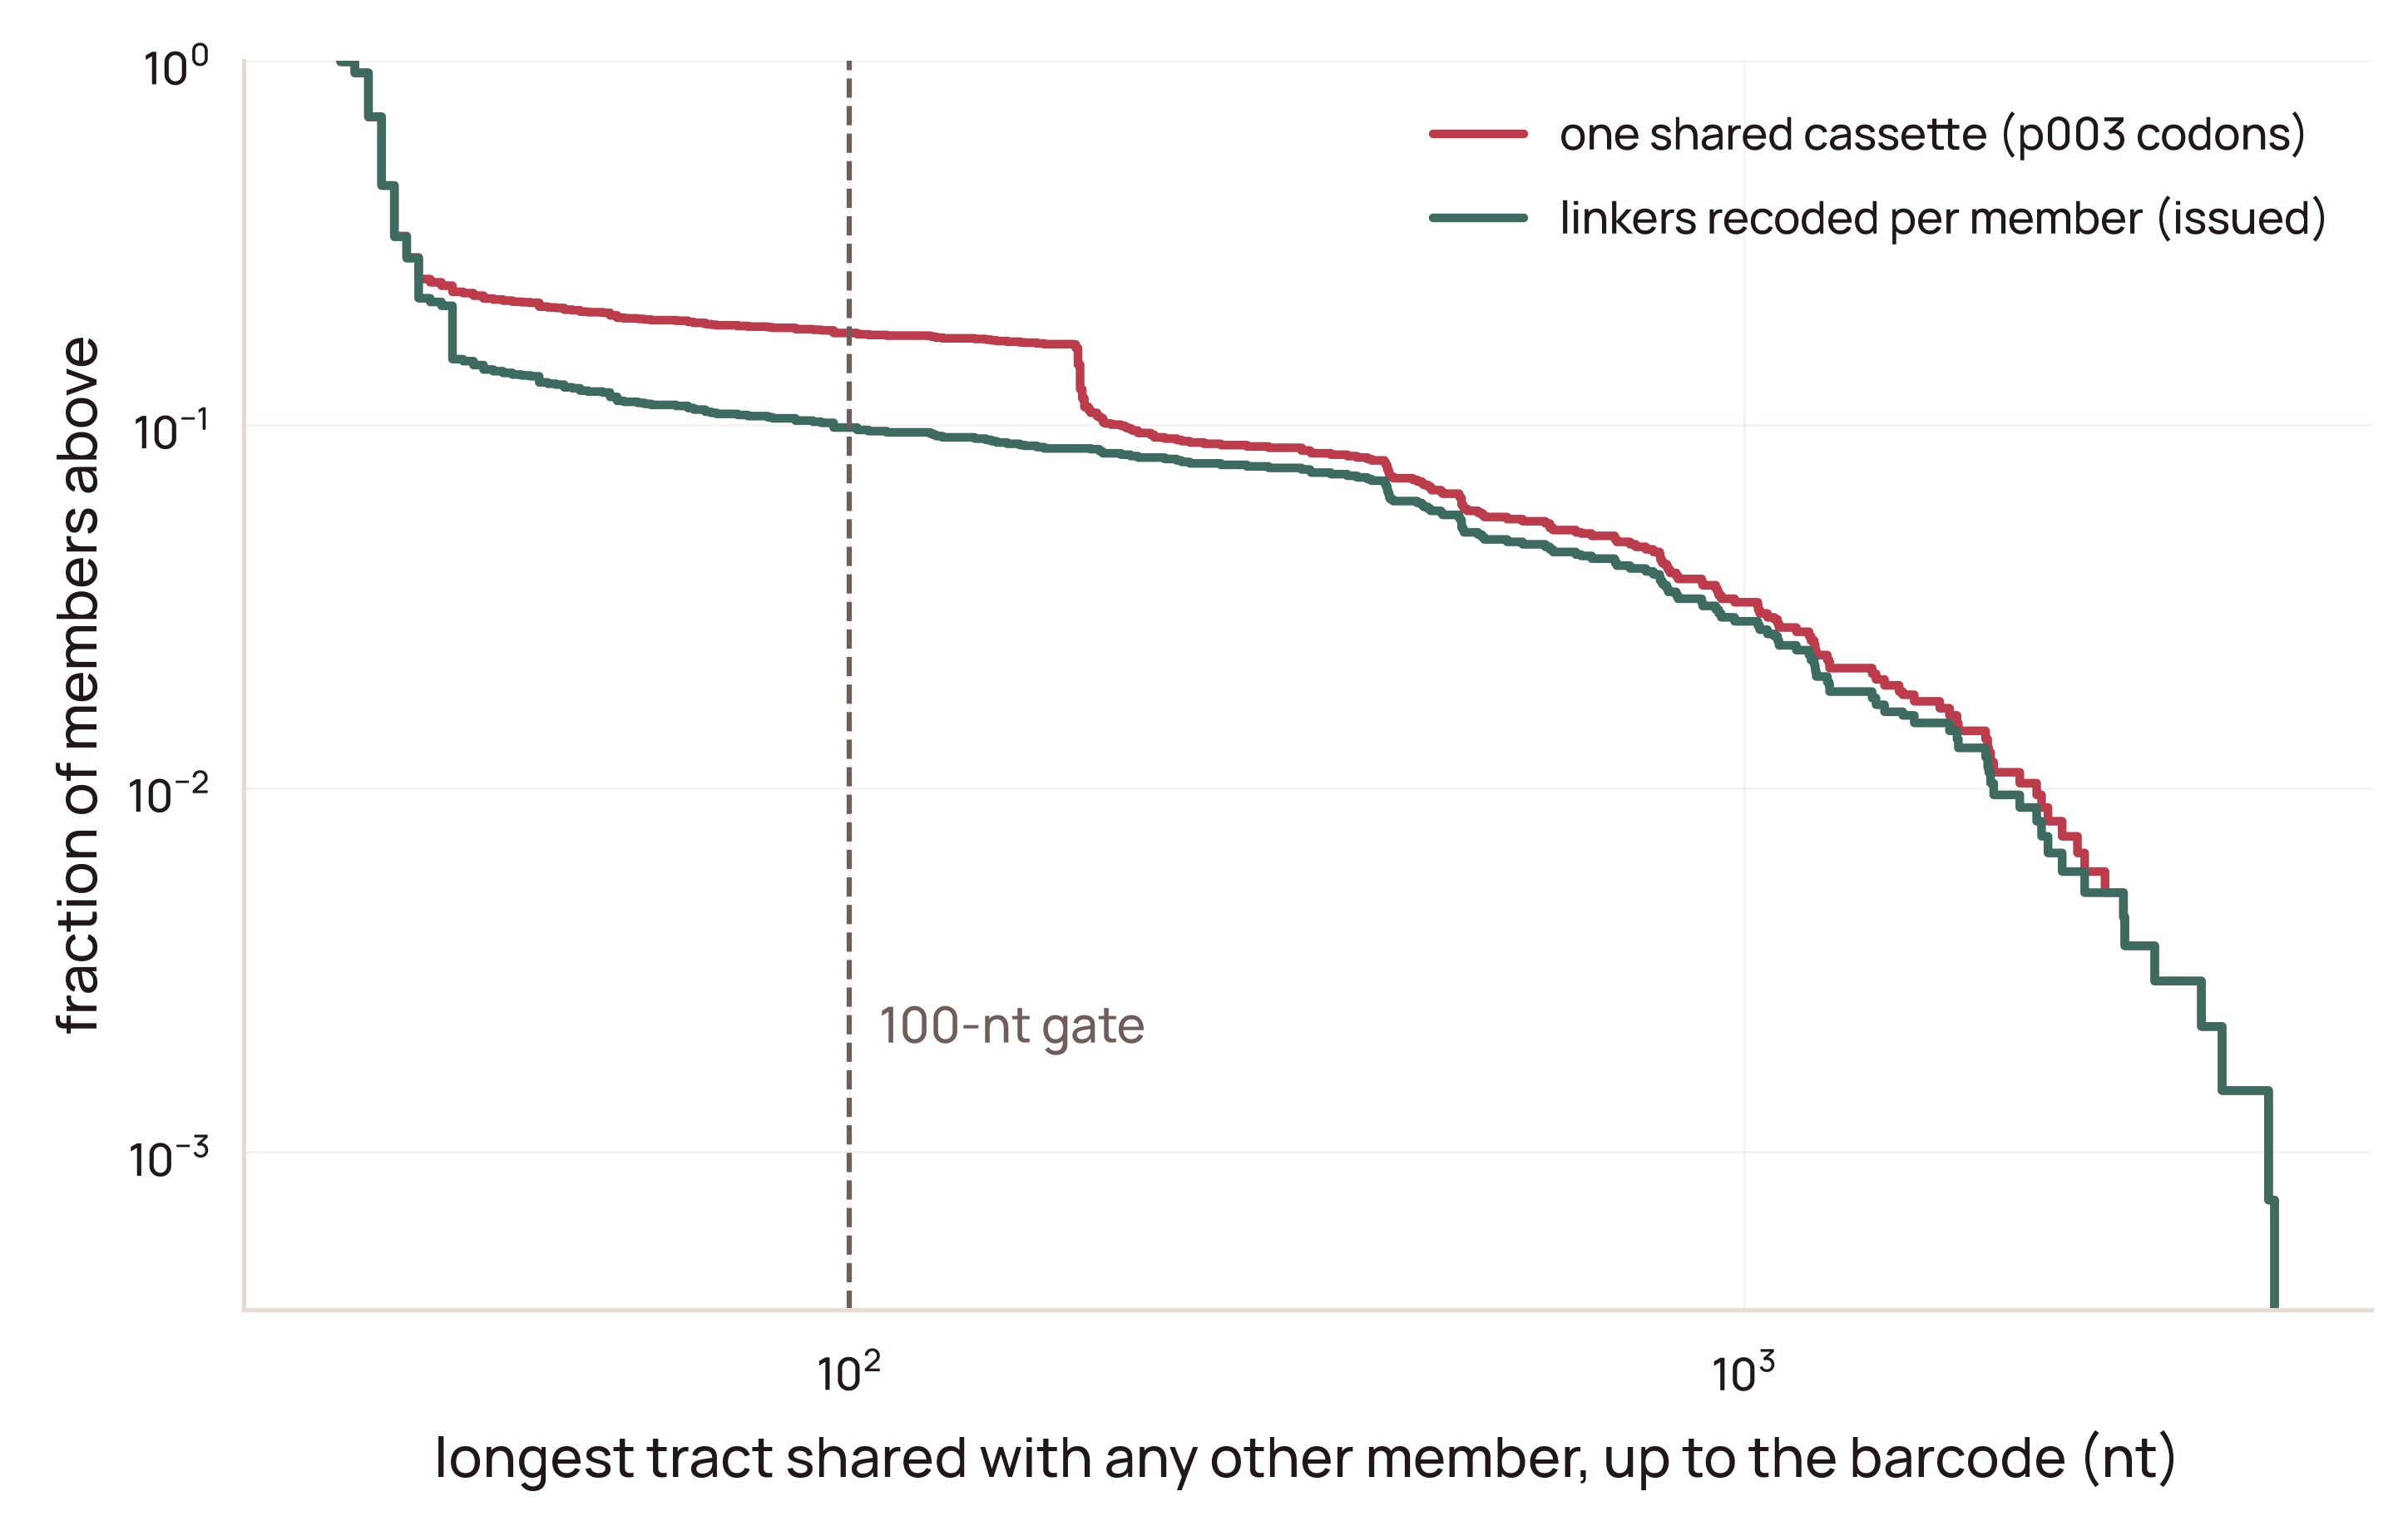 10⁰
one shared cassette (p003 codons)
linkers recoded per member (issued)
10⁻¹
fraction of members above
10⁻²
100-nt gate
10⁻³
10²
10³
longest tract shared with any other member, up to the barcode (nt)